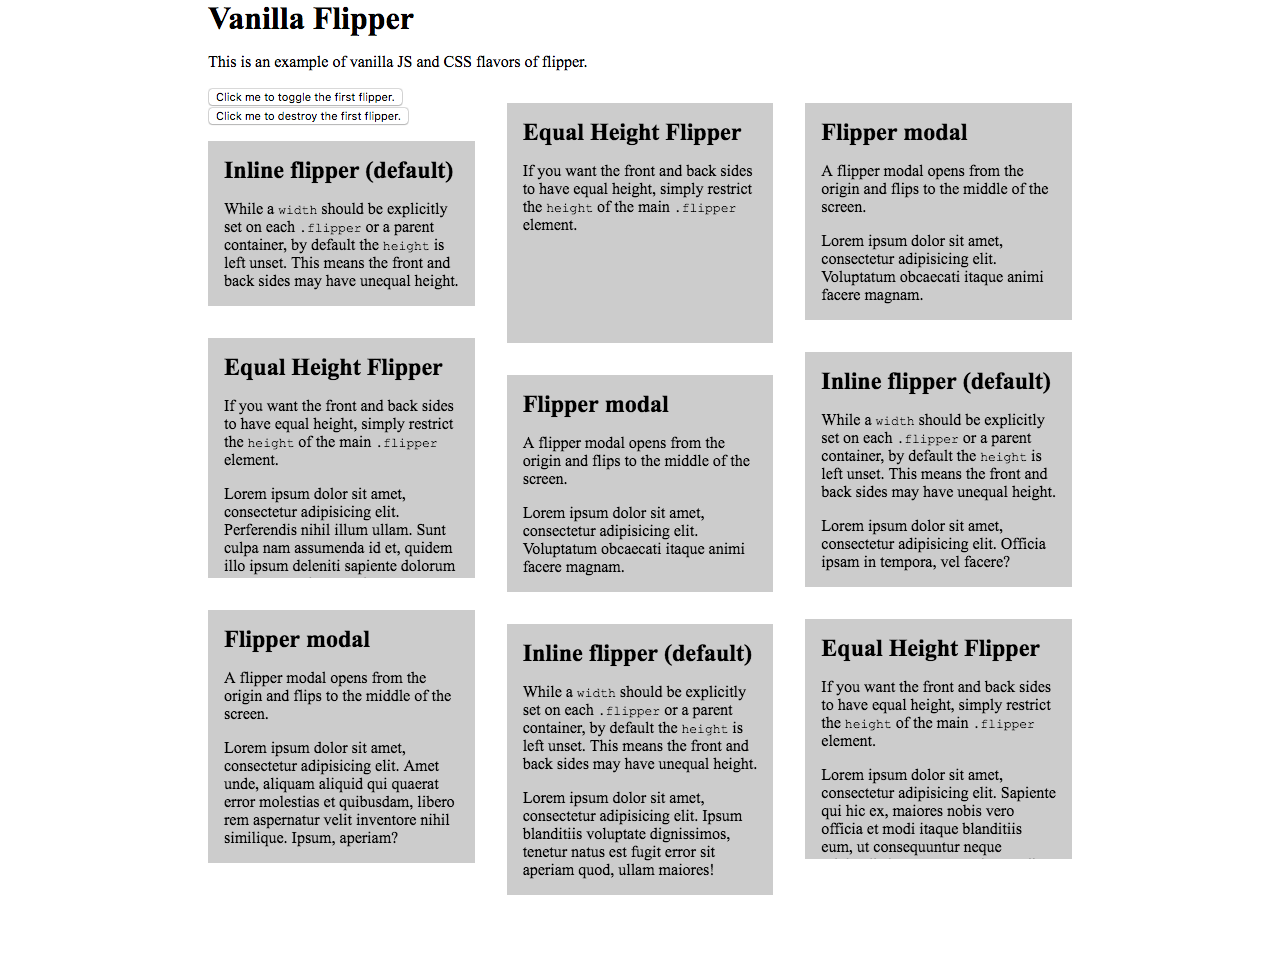 Vanilla Flipper
This is an example of vanilla JS and CSS flavors of flipper.
Click me to toggle the first flipper.
Click me to destroy the first flipper.
Inline flipper (default)
While a width should be explicitly
set on each .flipper or a parent
container, by default the height is
left unset. This means the front and
back sides may have unequal height.
Equal Height Flipper
If you want the front and back sides
to have equal height, simply restrict
the height of the main .flipper
element.
Lorem ipsum dolor sit amet,
consectetur adipisicing elit.
Perferendis nihil illum ullam. Sunt
culpa nam assumenda id et, quidem
illo ipsum deleniti sapiente dolorum
Flipper modal
A flipper modal opens from the
origin and flips to the middle of the
screen.
Lorem ipsum dolor sit amet,
consectetur adipisicing elit. Amet
unde, aliquam aliquid qui quaerat
error molestias et quibusdam, libero
rem aspernatur velit inventore nihil
similique. Ipsum, aperiam?
Equal Height Flipper
If you want the front and back sides
to have equal height, simply restrict
the height of the main .flipper
element.
Flipper modal
A flipper modal opens from the
origin and flips to the middle of the
screen.
Lorem ipsum dolor sit amet,
consectetur adipisicing elit.
Voluptatum obcaecati itaque animi
facere magnam.
Inline flipper (default)
While a width should be explicitly
set on each .flipper or a parent
container, by default the height is
left unset. This means the front and
back sides may have unequal height.
Lorem ipsum dolor sit amet,
consectetur adipisicing elit. Ipsum
blanditiis voluptate dignissimos,
tenetur natus est fugit error sit
aperiam quod, ullam maiores!
Flipper modal
A flipper modal opens from the
origin and flips to the middle of the
screen.
Lorem ipsum dolor sit amet,
consectetur adipisicing elit.
Voluptatum obcaecati itaque animi
facere magnam.
Inline flipper (default)
While a width should be explicitly
set on each .flipper or a parent
container, by default the height is
left unset. This means the front and
back sides may have unequal height.
Lorem ipsum dolor sit amet,
consectetur adipisicing elit. Officia
ipsam in tempora, vel facere?
Equal Height Flipper
If you want the front and back sides
to have equal height, simply restrict
the height of the main .flipper
element.
Lorem ipsum dolor sit amet,
consectetur adipisicing elit. Sapiente
qui hic ex, maiores nobis vero
officia et modi itaque blanditiis
eum, ut consequuntur neque